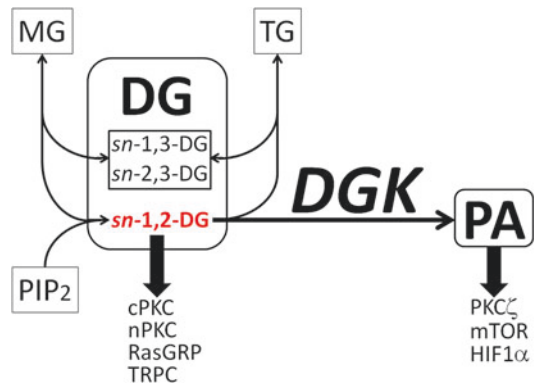 MG
TG
DG
sn-1,3-DG
sn-2,3-DG
sn-1,2-DG
DGK
PA
PIP2
cPKC
nPKC
RasGRP
TRPC
PKCζ
mTOR
HIF1α